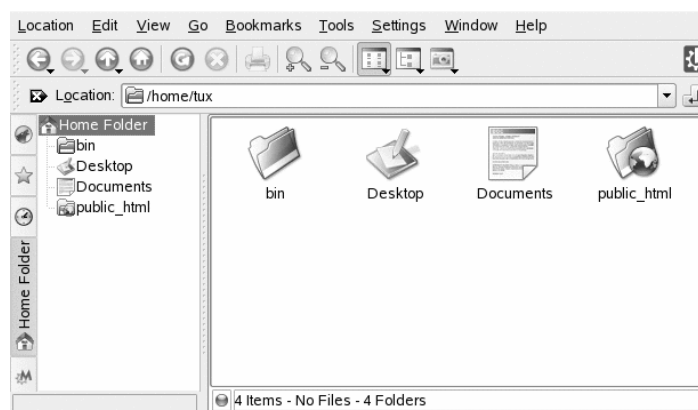 Location Edit View Go Bookmarks Tools Settings Window Help
Location: /home/tux
Home Folder
bin
Desktop
Documents
public_html
Home Folder
bin Desktop Documents public_html
4 Items - No Files - 4 Folders